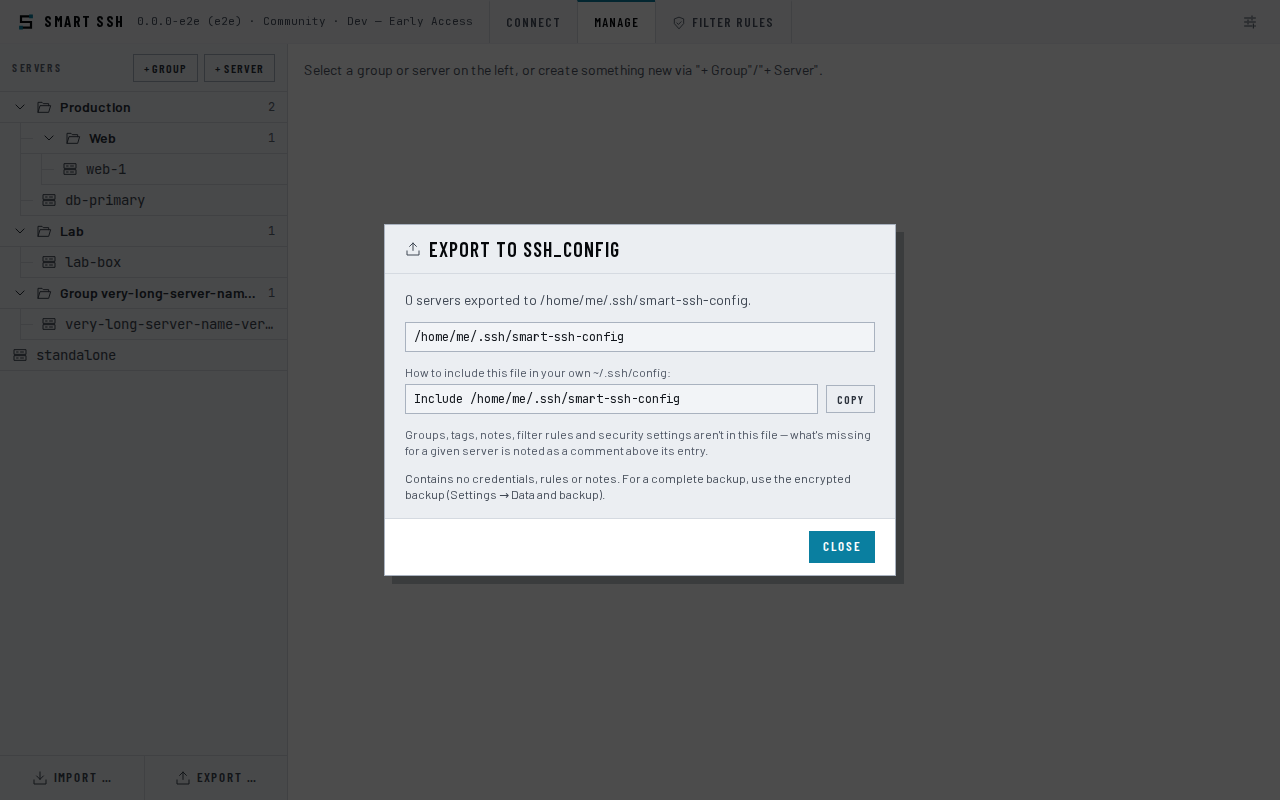 SMART SSH 0.0.0-e2e (e2e) · Community · Dev — Early Access CONNECT MANAGE FILTER RULES
SERVERS + GROUP + SERVER
Select a group or server on the left, or create something new via "+ Group"/"+ Server".
Production 2
Web 1
web-1
db-primary
Lab 1
lab-box
Group very-long-server-nam… 1
very-long-server-name-ver…
standalone
EXPORT TO SSH_CONFIG
0 servers exported to /home/me/.ssh/smart-ssh-config.
/home/me/.ssh/smart-ssh-config
How to include this file in your own ~/.ssh/config:
Include /home/me/.ssh/smart-ssh-config COPY
Groups, tags, notes, filter rules and security settings aren't in this file — what's missing
for a given server is noted as a comment above its entry.
Contains no credentials, rules or notes. For a complete backup, use the encrypted
backup (Settings → Data and backup).
CLOSE
IMPORT … EXPORT …